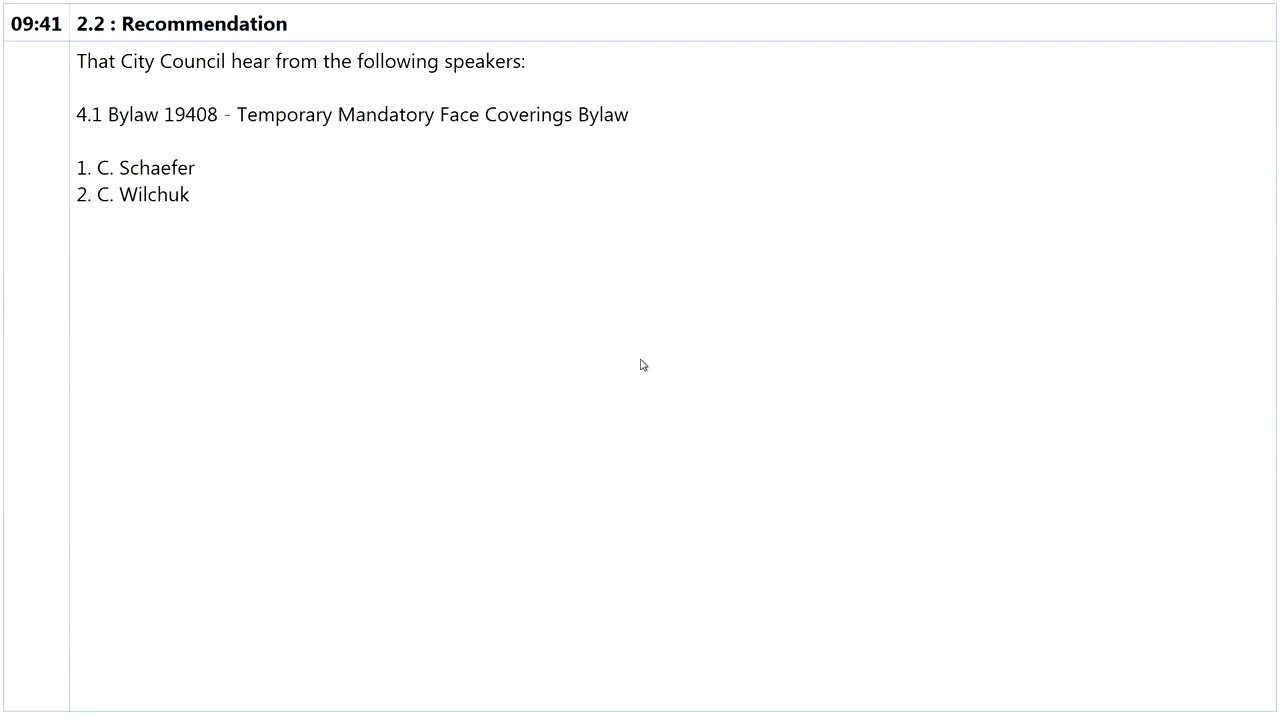 09:41 2.2 : Recommendation
That City Council hear from the following speakers:
4.1 Bylaw 19408 - Temporary Mandatory Face Coverings Bylaw
1. C. Schaefer
2. C. Wilchuk